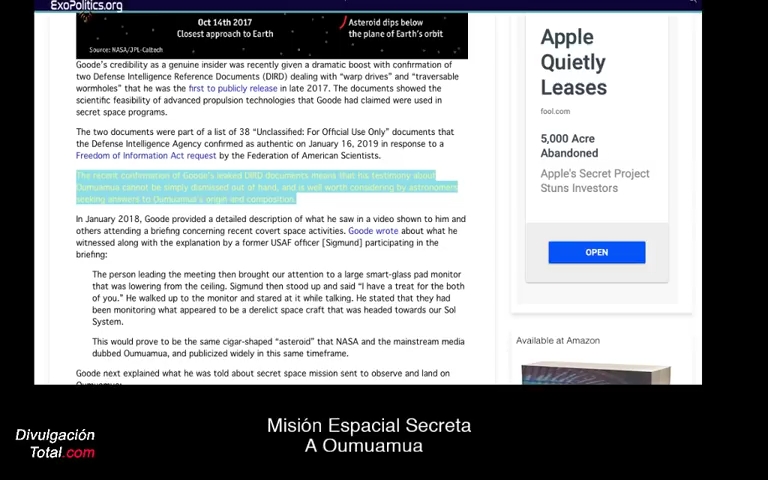 ExoPolitics.org
Oct 14th 2017
Closest approach to Earth
Asteroid dips below
the plane of Earth's orbit
Source: NASA/JPL-Caltech
Goode's credibility as a genuine insider was recently given a dramatic boost with confirmation of
two Defense Intelligence Reference Documents (DIRD) dealing with "warp drives" and "traversable
wormholes" that he was the first to publicly release in late 2017. The documents showed the
scientific feasibility of advanced propulsion technologies that Goode had claimed were used in
secret space programs.
The two documents were part of a list of 38 "Unclassified: For Official Use Only" documents that
the Defense Intelligence Agency confirmed as authentic on January 16, 2019 in response to a
Freedom of Information Act request by the Federation of American Scientists.
The recent confirmation of Goode's leaked DIRD documents means that his testimony about
Oumuamua cannot be simply dismissed out of hand, and is well worth considering by astronomers
seeking answers to Oumuamua's origin and composition.
In January 2018, Goode provided a detailed description of what he saw in a video shown to him and
others attending a briefing concerning recent covert space activities. Goode wrote about what he
witnessed along with the explanation by a former USAF officer [Sigmund] participating in the
briefing:
The person leading the meeting then brought our attention to a large smart-glass pad monitor
that was lowering from the ceiling. Sigmund then stood up and said "I have a treat for the both
of you." He walked up to the monitor and stared at it while talking. He stated that they had
been monitoring what appeared to be a derelict space craft that was headed towards our Sol
System.
This would prove to be the same cigar-shaped "asteroid" that NASA and the mainstream media
dubbed Oumuamua, and publicized widely in this same timeframe.
Goode next explained what he was told about secret space mission sent to observe and land on
Oumuamua:
Apple
Quietly
Leases
fool.com
5,000 Acre
Abandoned
Apple's Secret Project
Stuns Investors
OPEN
Available at Amazon
Divulgación
Total.com
Misión Espacial Secreta
A Oumuamua